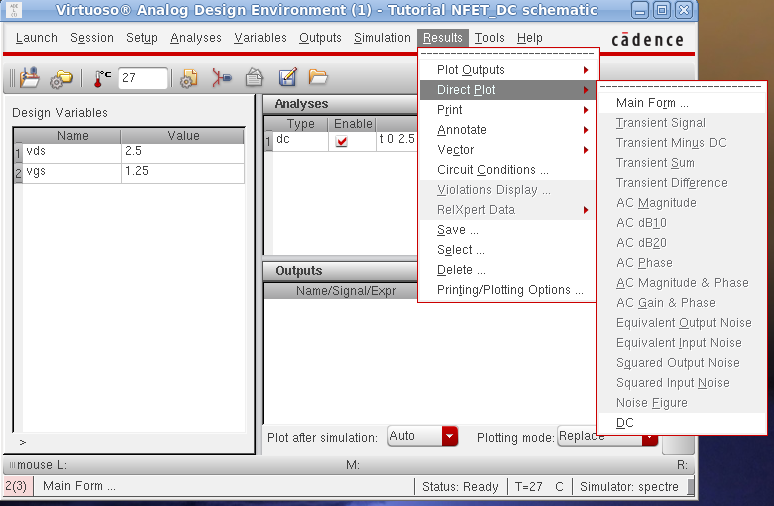 Virtuoso® Analog Design Environment (1) - Tutorial NFET_DC schematic
Launch Session Setup Analyses Variables Outputs Simulation Results Tools Help cādence
27
Design Variables
Name Value
1 vds 2.5
2 vgs 1.25
>
Analyses
Type Enable
1 dc t 0 2.5
Outputs
Name/Signal/Expr
Plot after simulation: Auto Plotting mode: Replace
Plot Outputs
Direct Plot
Print
Annotate
Vector
Circuit Conditions ...
Violations Display ...
RelXpert Data
Save ...
Select ...
Delete ...
Printing/Plotting Options ...
Main Form ...
Transient Signal
Transient Minus DC
Transient Sum
Transient Difference
AC Magnitude
AC dB10
AC dB20
AC Phase
AC Magnitude & Phase
AC Gain & Phase
Equivalent Output Noise
Equivalent Input Noise
Squared Output Noise
Squared Input Noise
Noise Figure
DC
mouse L: M: R:
2(3) Main Form ... Status: Ready T=27 C Simulator: spectre